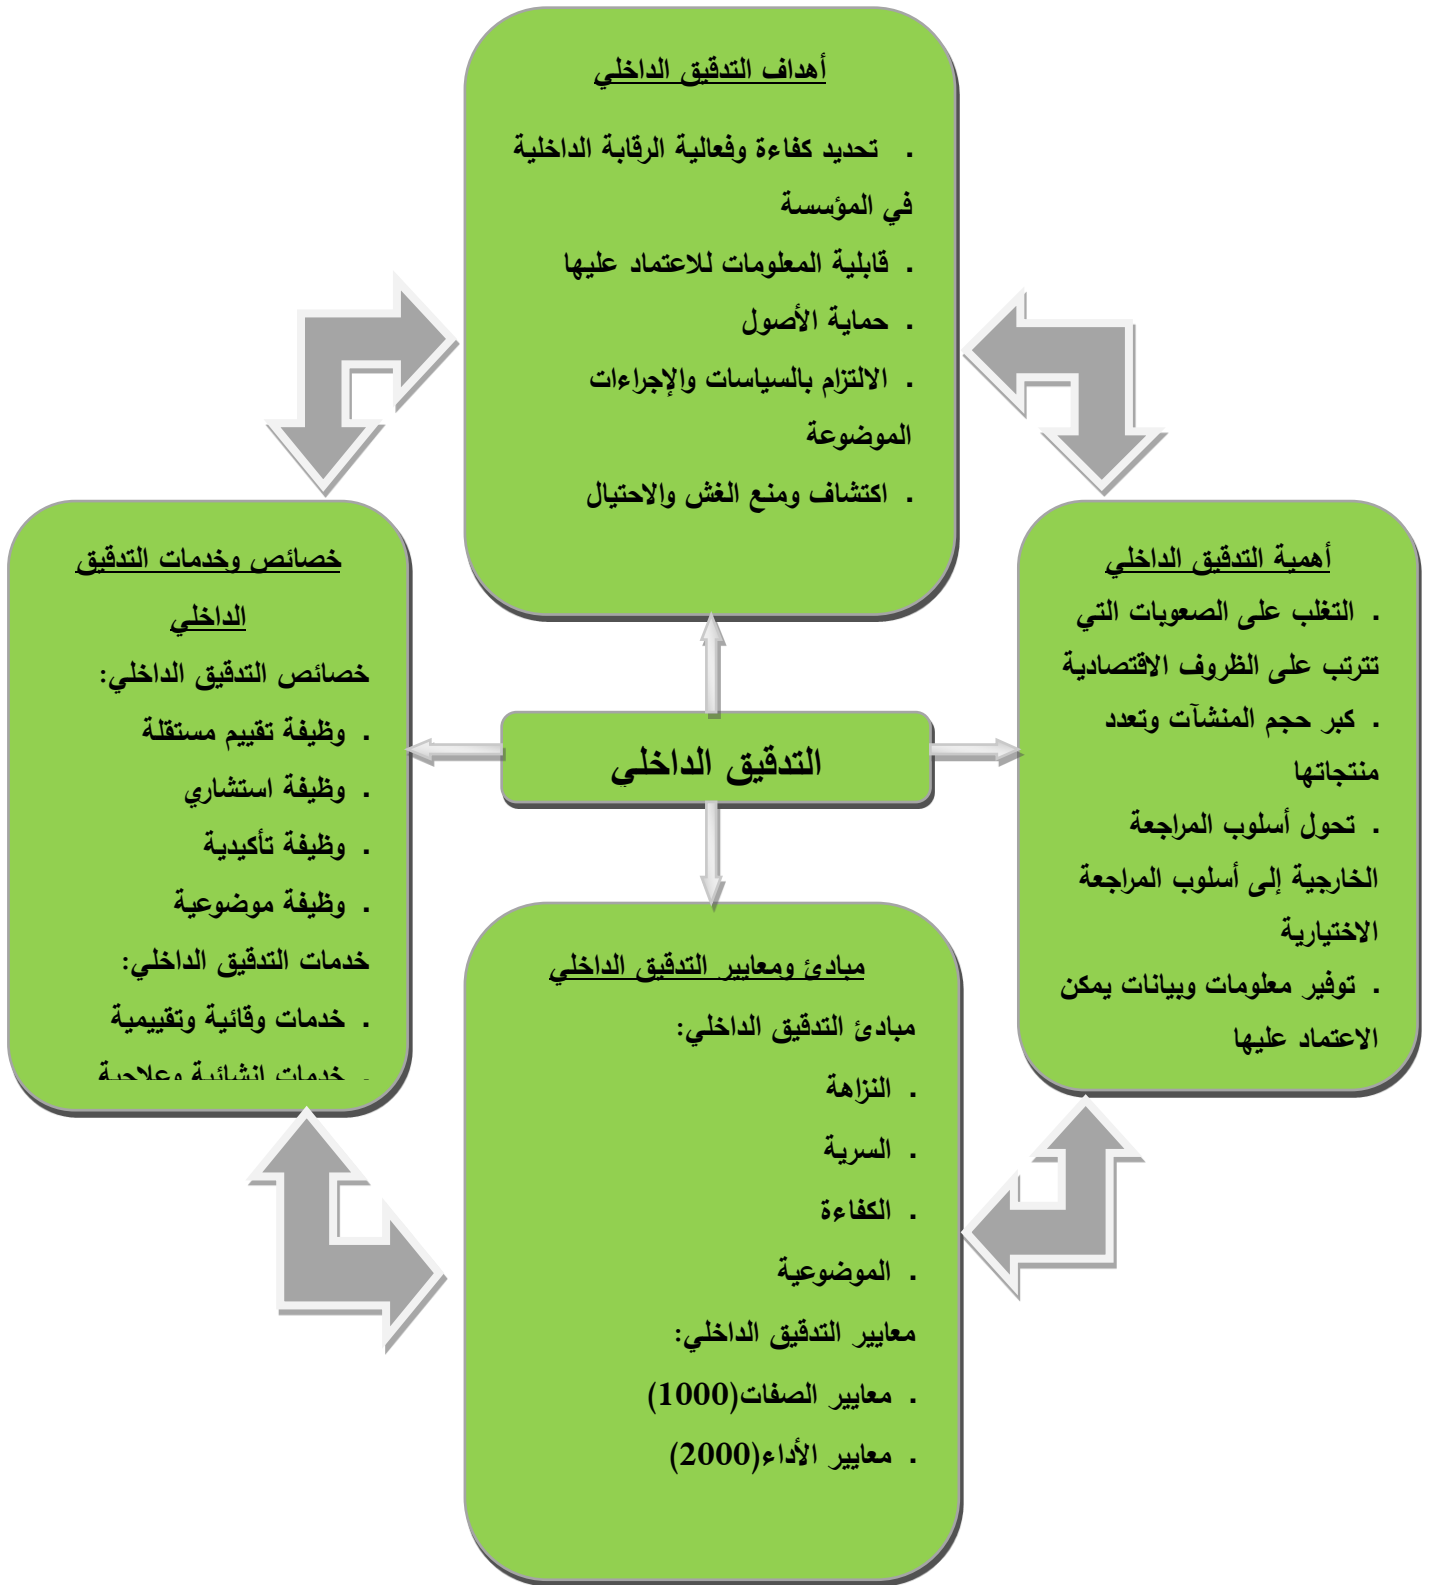 أهداف التدقيق الداخلي
. تحديد كفاءة وفعالية الرقابة الداخلية
في المؤسسة
. قابلية المعلومات للاعتماد عليها
. حماية الأصول
. الالتزام بالسياسات والإجراءات
الموضوعة
. اكتشاف ومنع الغش والاحتيال
أهمية التدقيق الداخلي
. التغلب على الصعوبات التي
تترتب على الظروف الاقتصادية
. كبر حجم المنشآت وتعدد
منتجاتها
. تحول أسلوب المراجعة
الخارجية إلى أسلوب المراجعة
الاختيارية
. توفير معلومات وبيانات يمكن
الاعتماد عليها
التدقيق الداخلي
خصائص وخدمات التدقيق
الداخلي
خصائص التدقيق الداخلي:
. وظيفة تقييم مستقلة
. وظيفة استشاري
. وظيفة تأكيدية
. وظيفة موضوعية
خدمات التدقيق الداخلي:
. خدمات وقائية وتقييمية
. خدمات إنشائية وعلاجية
مبادئ ومعايير التدقيق الداخلي
مبادئ التدقيق الداخلي:
. النزاهة
. السرية
. الكفاءة
. الموضوعية
معايير التدقيق الداخلي:
. معايير الصفات(1000)
. معايير الأداء(2000)